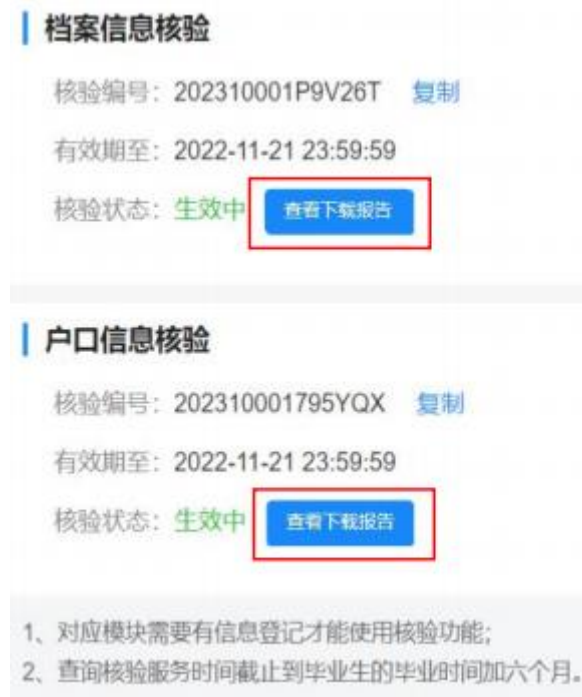 档案信息核验
核验编号：202310001P9V26T 复制
有效期至：2022-11-21 23:59:59
核验状态：生效中 查看下载报告
户口信息核验
核验编号：202310001795YQX 复制
有效期至：2022-11-21 23:59:59
核验状态：生效中 查看下载报告
1、对应模块需要有信息登记才能使用核验功能；
2、查询核验服务时间截止到毕业生的毕业时间加六个月。